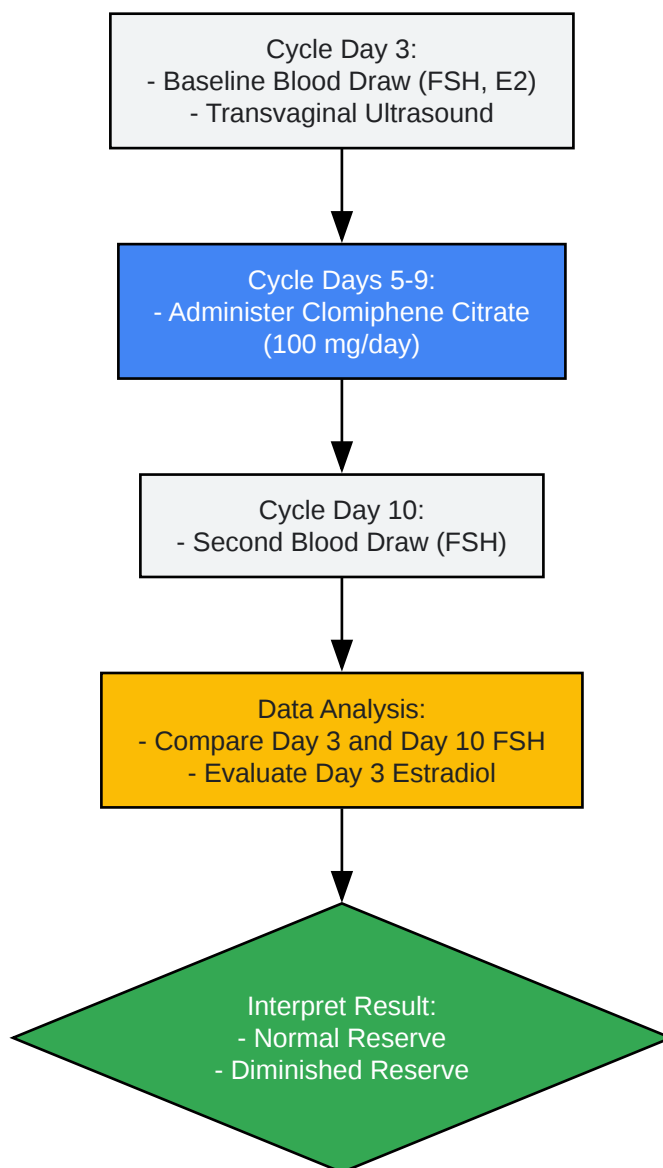 Cycle Day 3:
- Baseline Blood Draw (FSH, E2)
- Transvaginal Ultrasound
Cycle Days 5-9:
- Administer Clomiphene Citrate
(100 mg/day)
Cycle Day 10:
- Second Blood Draw (FSH)
Data Analysis:
- Compare Day 3 and Day 10 FSH
- Evaluate Day 3 Estradiol
Interpret Result:
- Normal Reserve
- Diminished Reserve